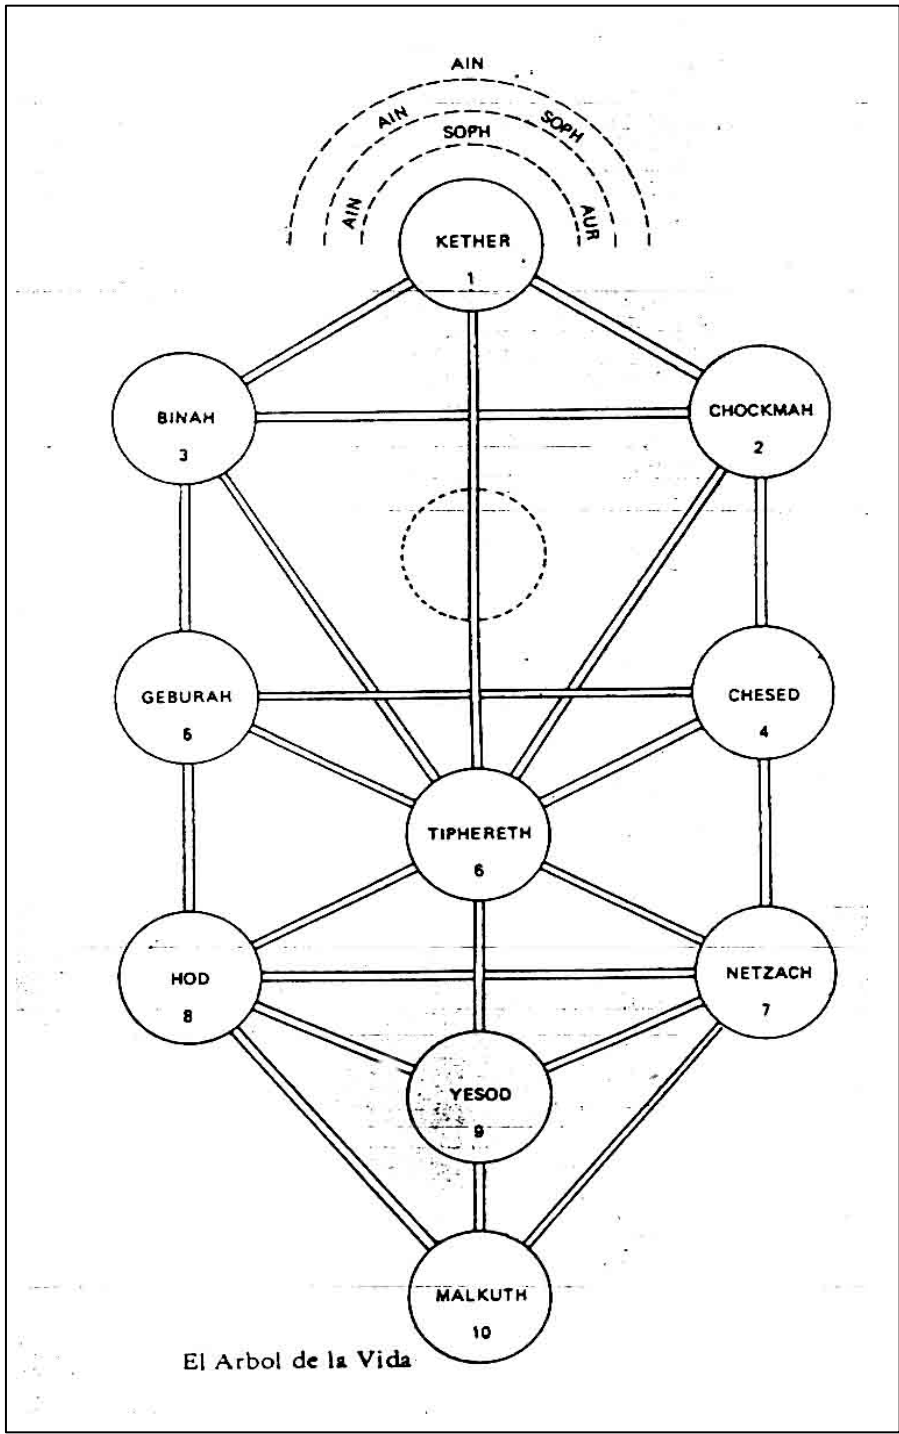 AIN
AIN SOPH
AIN SOPH AUR
KETHER
1
BINAH
3
CHOCKMAH
2
GEBURAH
5
CHESED
4
TIPHERETH
6
HOD
8
NETZACH
7
YESOD
9
MALKUTH
10
El Arbol de la Vida